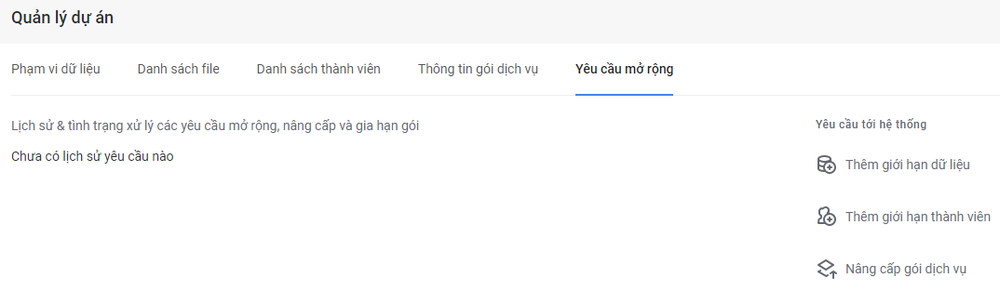 Quản lý dự án
Phạm vi dữ liệu
Danh sách file
Danh sách thành viên
Thông tin gói dịch vụ
Yêu cầu mở rộng
Lịch sử & tình trạng xử lý các yêu cầu mở rộng, nâng cấp và gia hạn gói
Chưa có lịch sử yêu cầu nào
Yêu cầu tới hệ thống
Thêm giới hạn dữ liệu
Thêm giới hạn thành viên
Nâng cấp gói dịch vụ